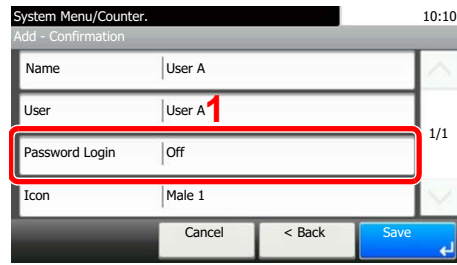 System Menu/Counter. 10:10
Add - Confirmation
Name User A
User User A 1
1/1
Password Login Off
Icon Male 1
Cancel < Back Save